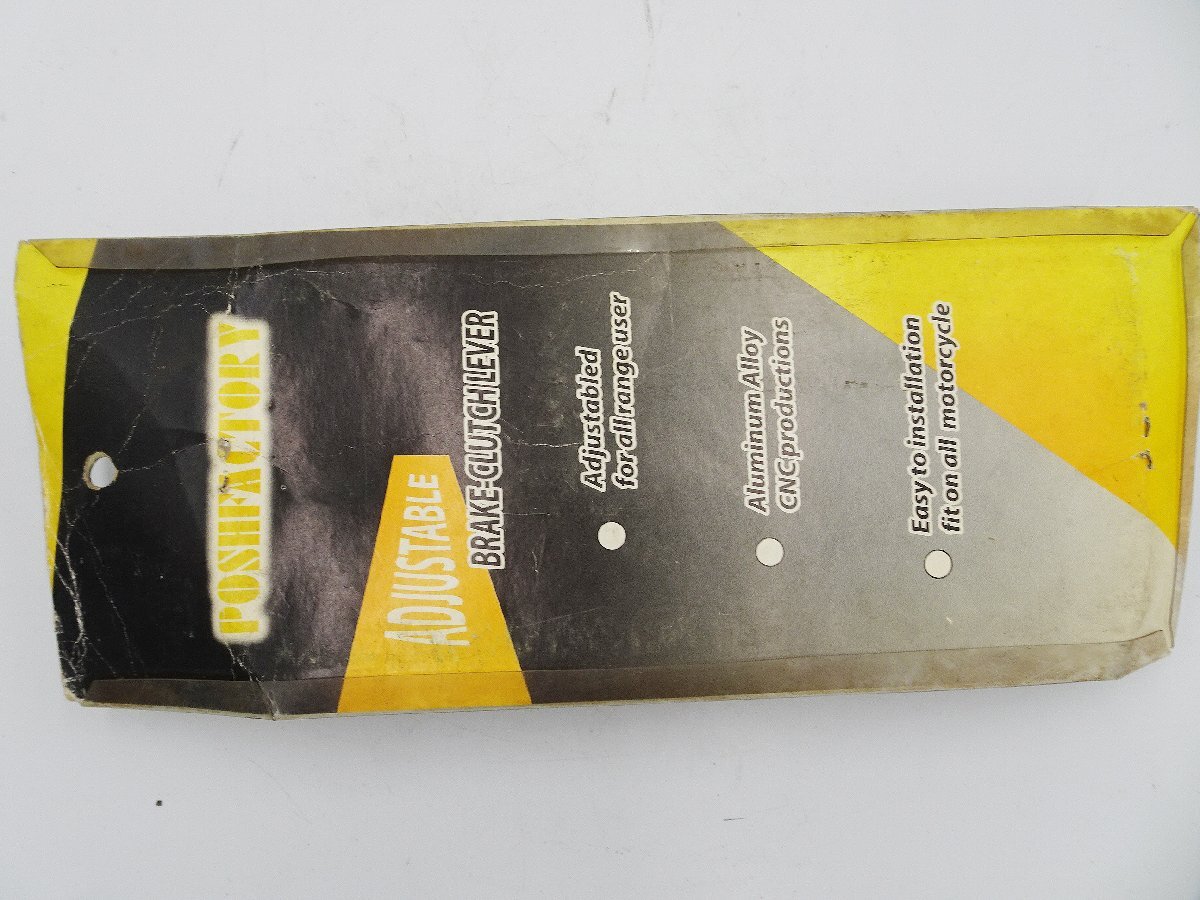 POSHFACTORY
ADJUSTABLE
BRAKE-CLUTCH LEVER
Adjustabled
for all range user
Aluminum Alloy
CNC productions
Easy to installation
fit on all motorcycle